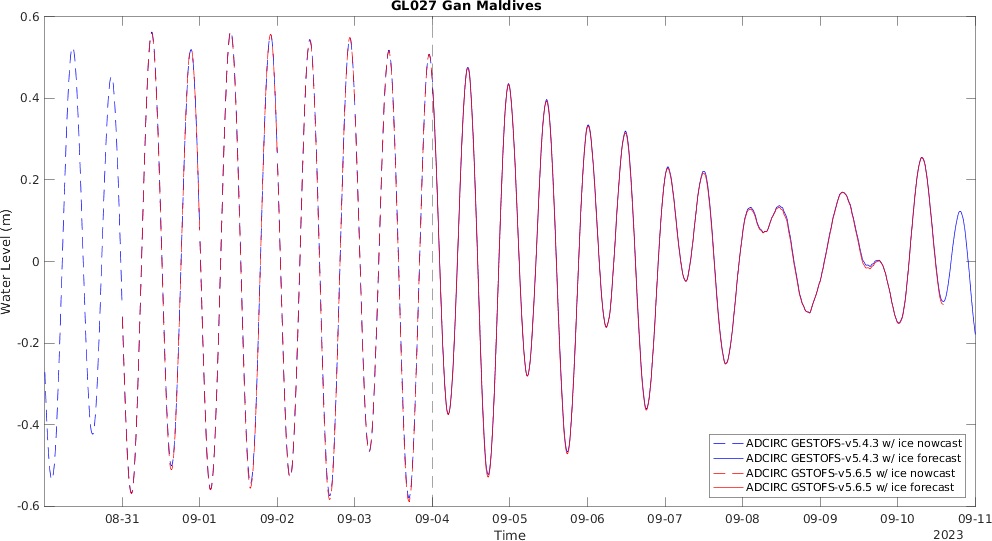 GL027 Gan Maldives
0.6
0.4
0.2
0
-0.2
-0.4
-0.6
Water Level (m)
ADCIRC GESTOFS-v5.4.3 w/ ice nowcast
ADCIRC GESTOFS-v5.4.3 w/ ice forecast
ADCIRC GSTOFS-v5.6.5 w/ ice nowcast
ADCIRC GSTOFS-v5.6.5 w/ ice forecast
08-31 09-01 09-02 09-03 09-04 09-05 09-06 09-07 09-08 09-09 09-10 09-11
Time
2023